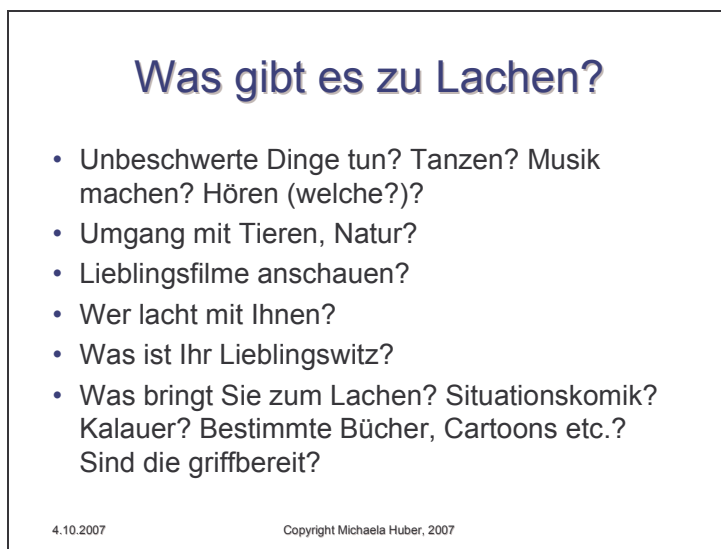 Was gibt es zu Lachen?
• Unbeschwerte Dinge tun? Tanzen? Musik
machen? Hören (welche?)?
• Umgang mit Tieren, Natur?
• Lieblingsfilme anschauen?
• Wer lacht mit Ihnen?
• Was ist Ihr Lieblingswitz?
• Was bringt Sie zum Lachen? Situationskomik?
Kalauer? Bestimmte Bücher, Cartoons etc.?
Sind die griffbereit?
4.10.2007 Copyright Michaela Huber, 2007